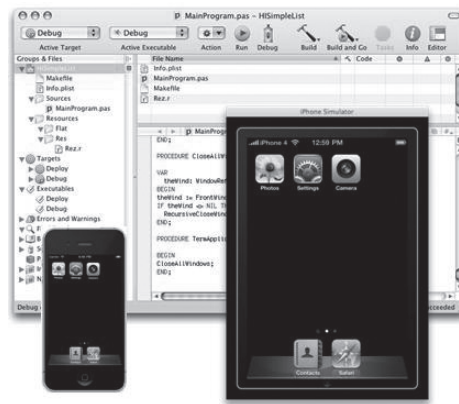 MainProgram.pas – HISimpleList
Debug
Debug
Active Target
Active Executable
Action
Run
Debug
Build
Build and Go
Tasks
Info
Editor
Groups & Files
File Name
Code
HISimpleList
Makefile
Info.plist
Sources
MainProgram.pas
Resources
Flat
Res
Rez.r
Targets
Deploy
Debug
Executables
Deploy
Debug
Errors and Warnings
Info.plist
MainProgram.pas
Makefile
Rez.r
END;
PROCEDURE CloseAllWi
VAR
theWind: WindowRe
BEGIN
theWind := FrontWind
IF theWind <> NIL T
RecursiveCloseWin
END;
PROCEDURE TermApplic
BEGIN
CloseAllWindows;
END;
iPhone Simulator
iPhone 4
12:59 PM
Photos
Settings
Camera
Contacts
Safari